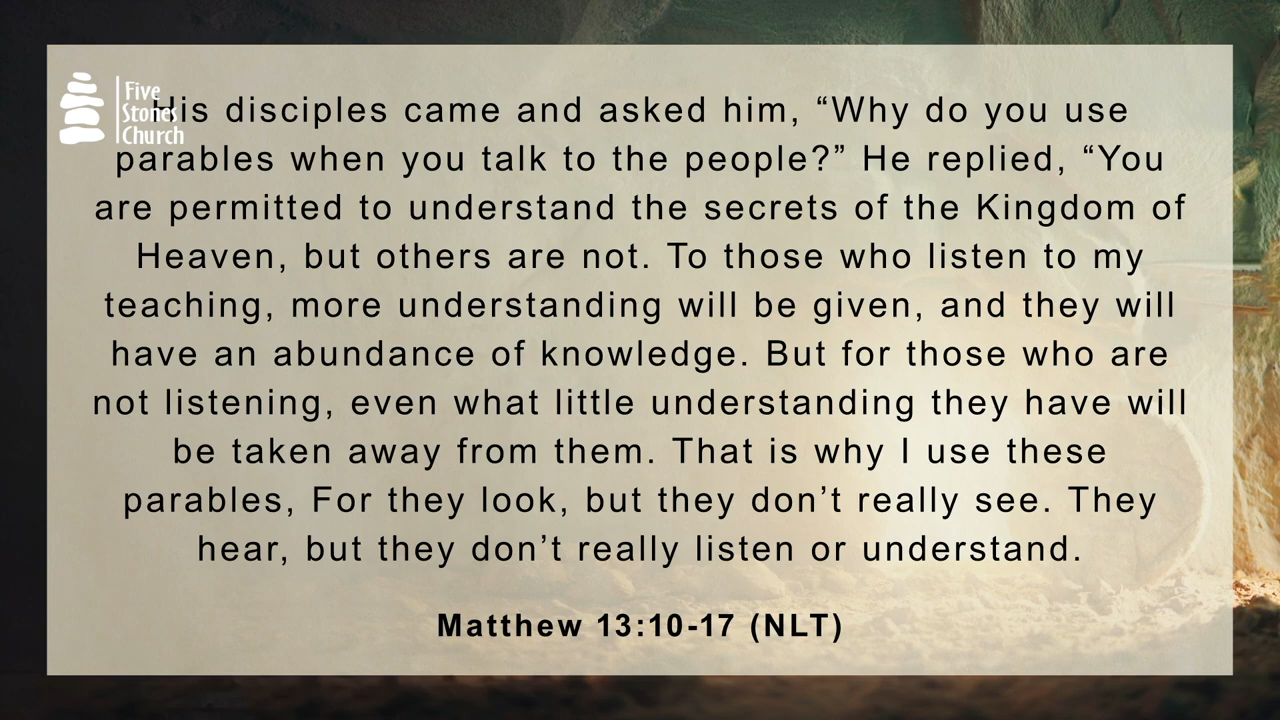 Five
Stones
Church
His disciples came and asked him, “Why do you use
parables when you talk to the people?” He replied, “You
are permitted to understand the secrets of the Kingdom of
Heaven, but others are not. To those who listen to my
teaching, more understanding will be given, and they will
have an abundance of knowledge. But for those who are
not listening, even what little understanding they have will
be taken away from them. That is why I use these
parables, For they look, but they don’t really see. They
hear, but they don’t really listen or understand.
Matthew 13:10-17 (NLT)